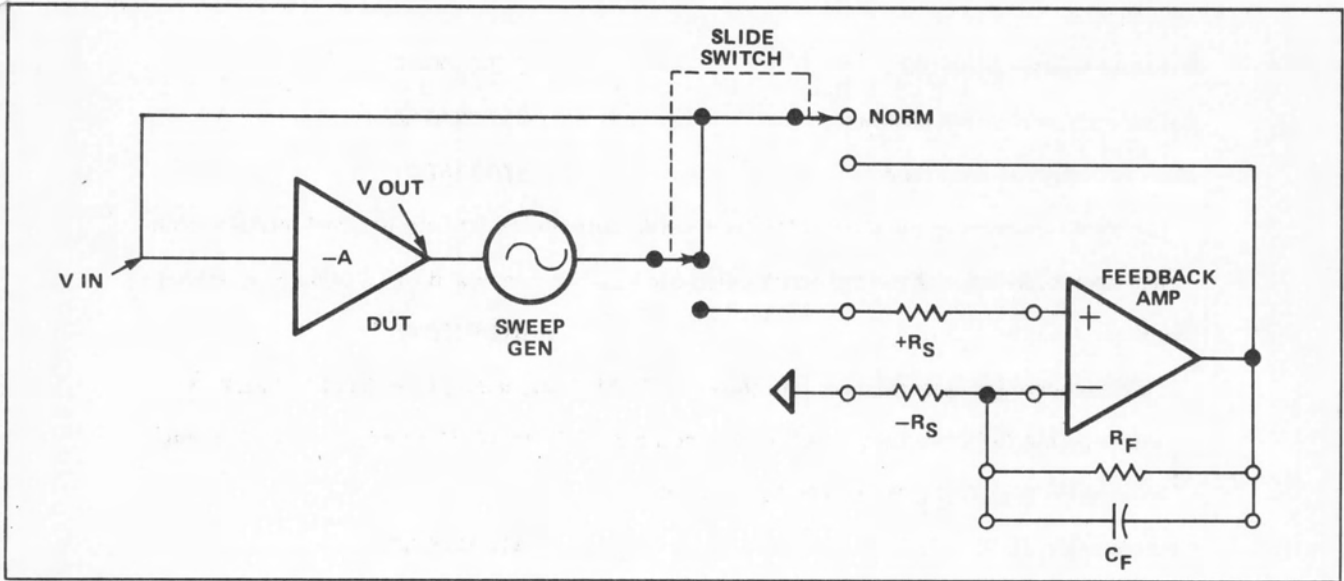 SLIDE
SWITCH
NORM
V OUT
V IN
–A
DUT
SWEEP
GEN
FEEDBACK
AMP
+
+RS
–RS
RF
CF